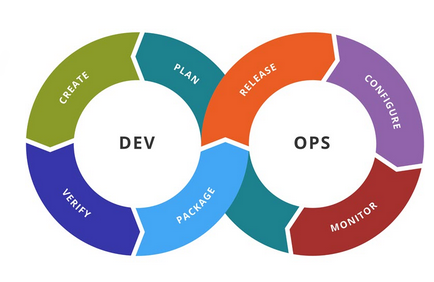 CREATE
PLAN
RELEASE
CONFIGURE
DEV
OPS
VERIFY
PACKAGE
MONITOR